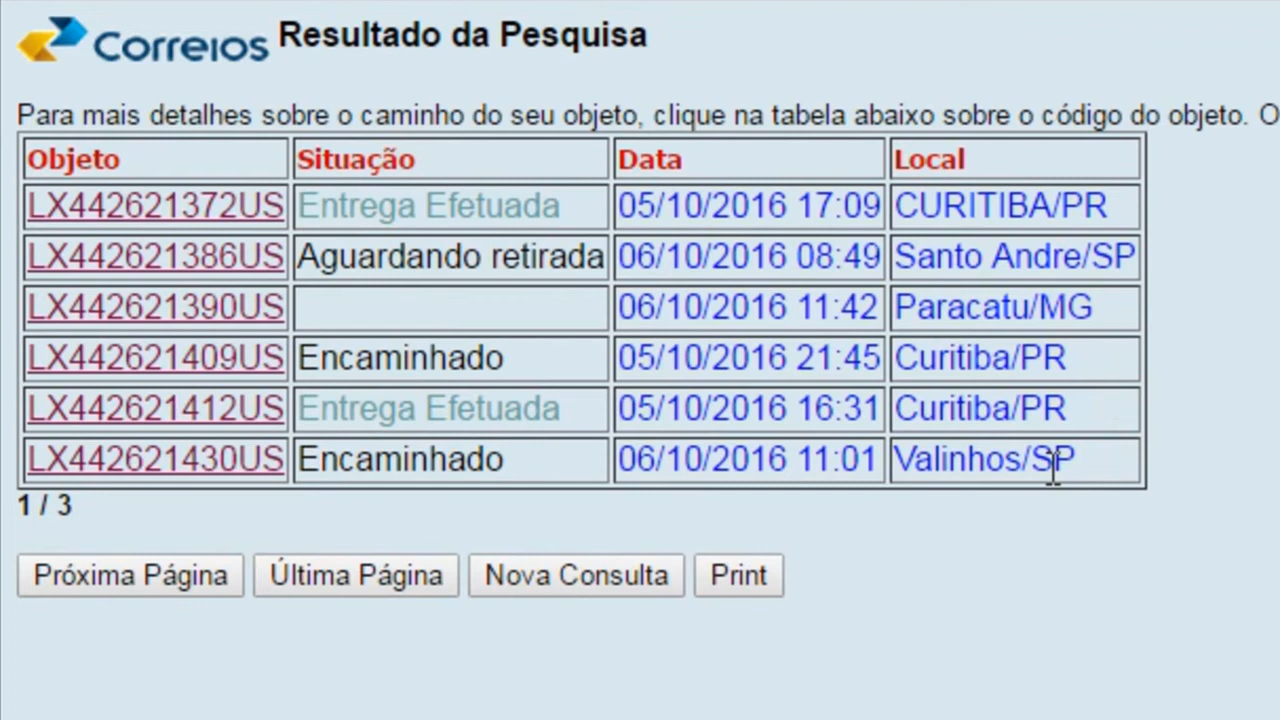 Correios Resultado da Pesquisa
Para mais detalhes sobre o caminho do seu objeto, clique na tabela abaixo sobre o código do objeto. O
Objeto Situação Data Local
LX442621372US Entrega Efetuada 05/10/2016 17:09 CURITIBA/PR
LX442621386US Aguardando retirada 06/10/2016 08:49 Santo Andre/SP
LX442621390US 06/10/2016 11:42 Paracatu/MG
LX442621409US Encaminhado 05/10/2016 21:45 Curitiba/PR
LX442621412US Entrega Efetuada 05/10/2016 16:31 Curitiba/PR
LX442621430US Encaminhado 06/10/2016 11:01 Valinhos/SP
1 / 3
Próxima Página Última Página Nova Consulta Print